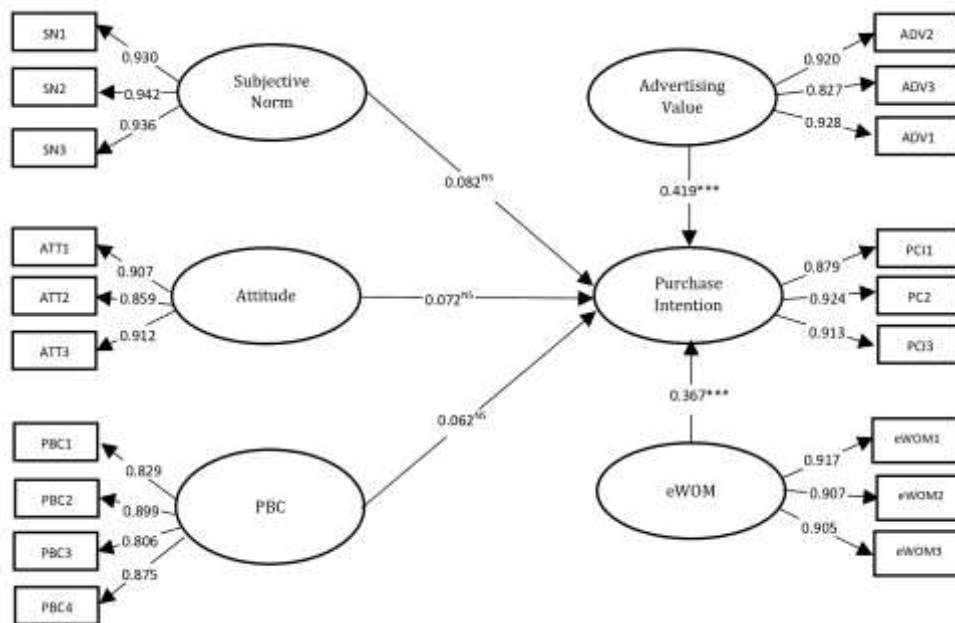 SN1
0.930
SN2
0.942
SN3
0.936
Subjective
Norm
0.082NS
ATT1
0.907
ATT2
0.859
ATT3
0.912
Attitude
0.072NS
PBC1
0.829
PBC2
0.899
PBC3
0.806
PBC4
0.875
PBC
0.062NS
Advertising
Value
ADV2
0.920
ADV3
0.827
ADV1
0.928
0.419***
Purchase
Intention
PCI1
0.879
PC2
0.924
PCI3
0.913
0.367***
eWOM
eWOM1
0.917
eWOM2
0.907
eWOM3
0.905